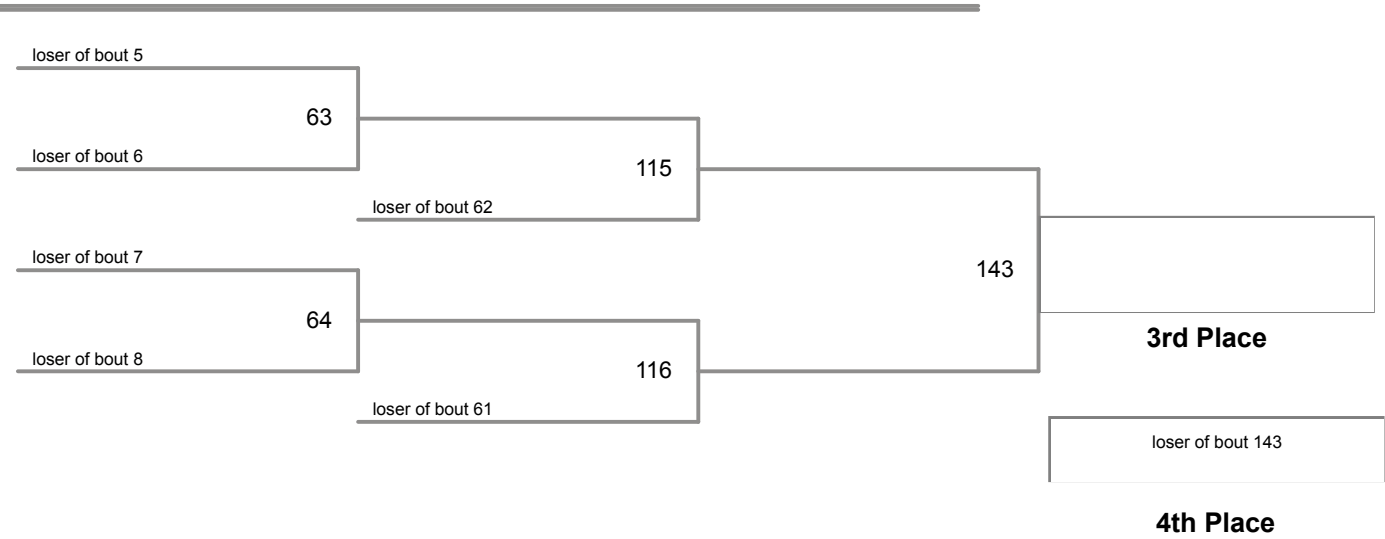 loser of bout 5
63
loser of bout 6
115
loser of bout 62
loser of bout 7
143
64
3rd Place
loser of bout 8
116
loser of bout 61
loser of bout 143
4th Place